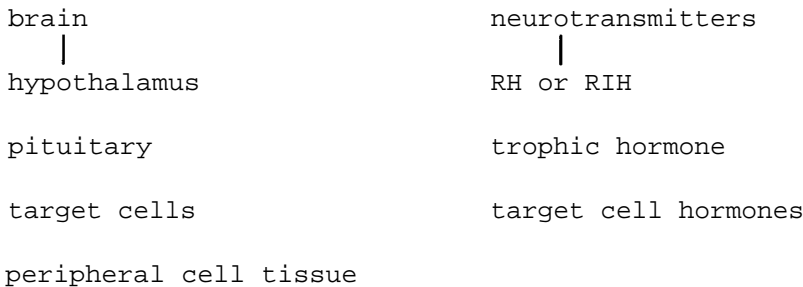 brain neurotransmitters
hypothalamus RH or RIH
pituitary trophic hormone
target cells target cell hormones
peripheral cell tissue